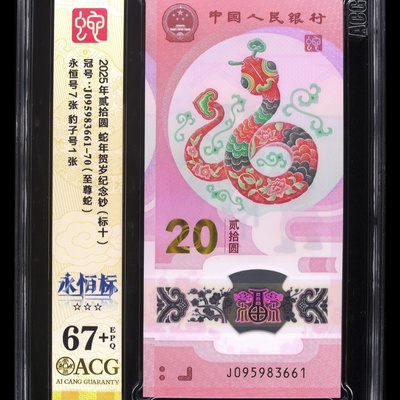 中国人民银行
蛇
20
贰拾圆
J095983661
2025年贰拾圆 蛇年贺岁纪念钞（标十）
冠号：J095983661-70（至尊蛇）
永恒号7张 豹子号1张
永恒标
☆☆☆
67+EPQ
ACG
AI CANG GUARANTY
ACG